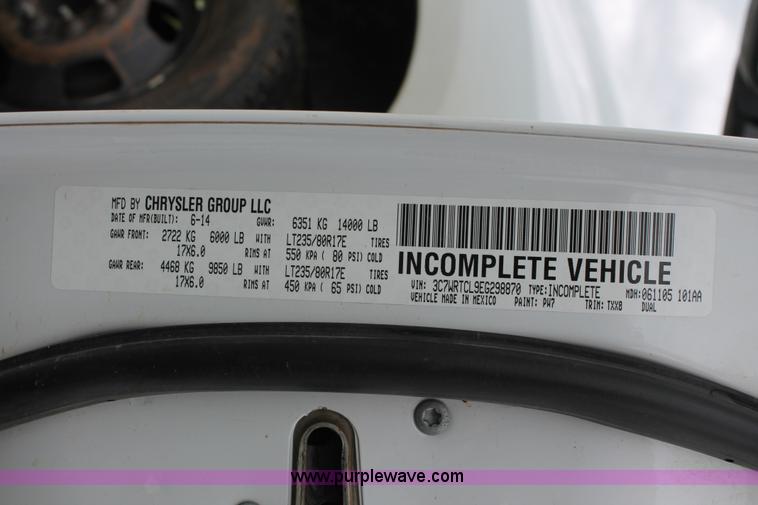 MFD BY CHRYSLER GROUP LLC
DATE OF MFR(BUILT): 6-14 GVWR: 6351 KG 14000 LB
GAWR FRONT: 2722 KG 6000 LB WITH LT235/80R17E TIRES
17X6.0 RIMS AT 550 KPA ( 80 PSI) COLD
GAWR REAR: 4468 KG 9850 LB WITH LT235/80R17E TIRES
17X6.0 RIMS AT 450 KPA ( 65 PSI) COLD
INCOMPLETE VEHICLE
VIN: 3C7WRTCL9EG298870 TYPE:INCOMPLETE MDH:061105 101AA
VEHICLE MADE IN MEXICO PAINT: PW7 TRIM: TXX8 DUAL
www.purplewave.com